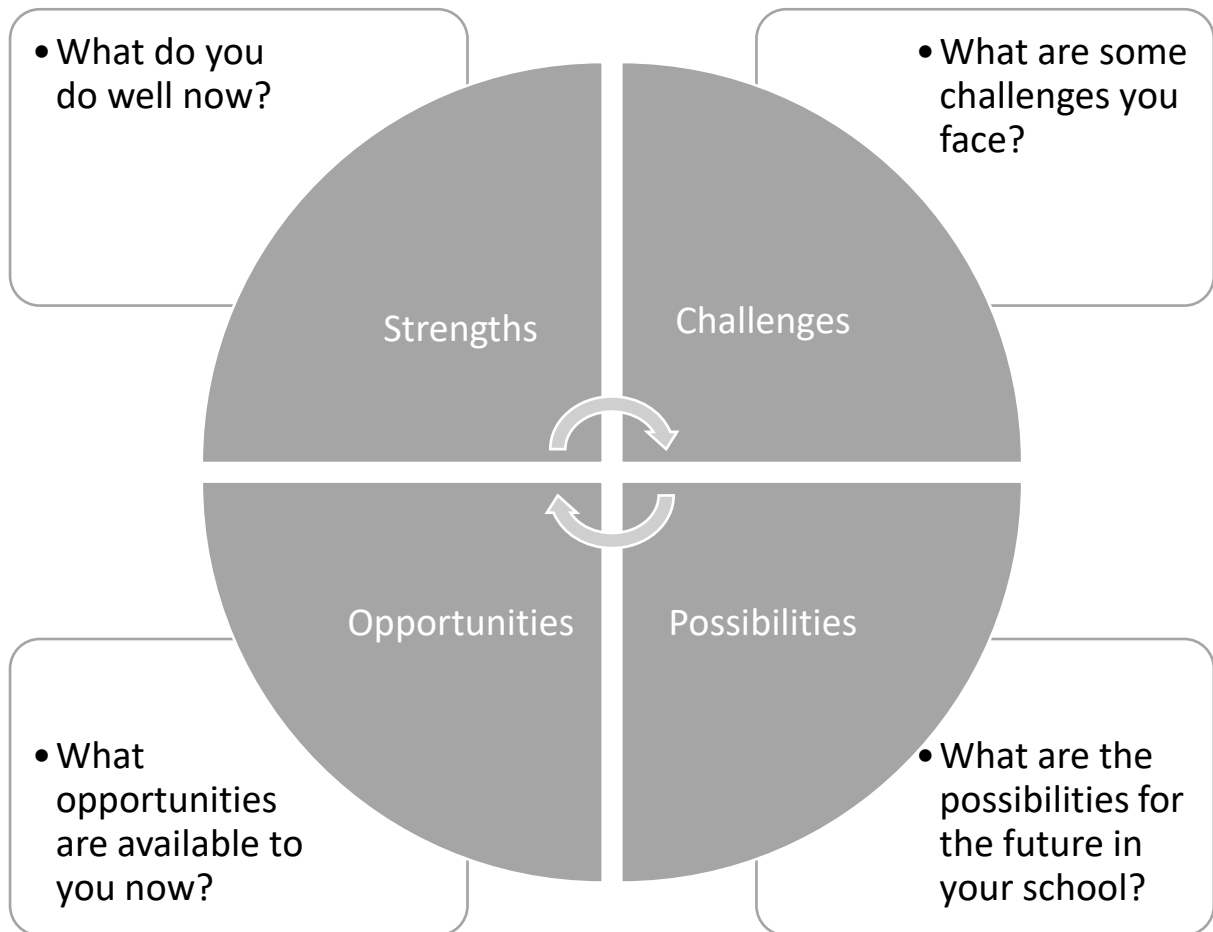 • What do you
do well now?
• What are some
challenges you
face?
Strengths
Challenges
Opportunities
Possibilities
• What
opportunities
are available to
you now?
• What are the
possibilities for
the future in
your school?